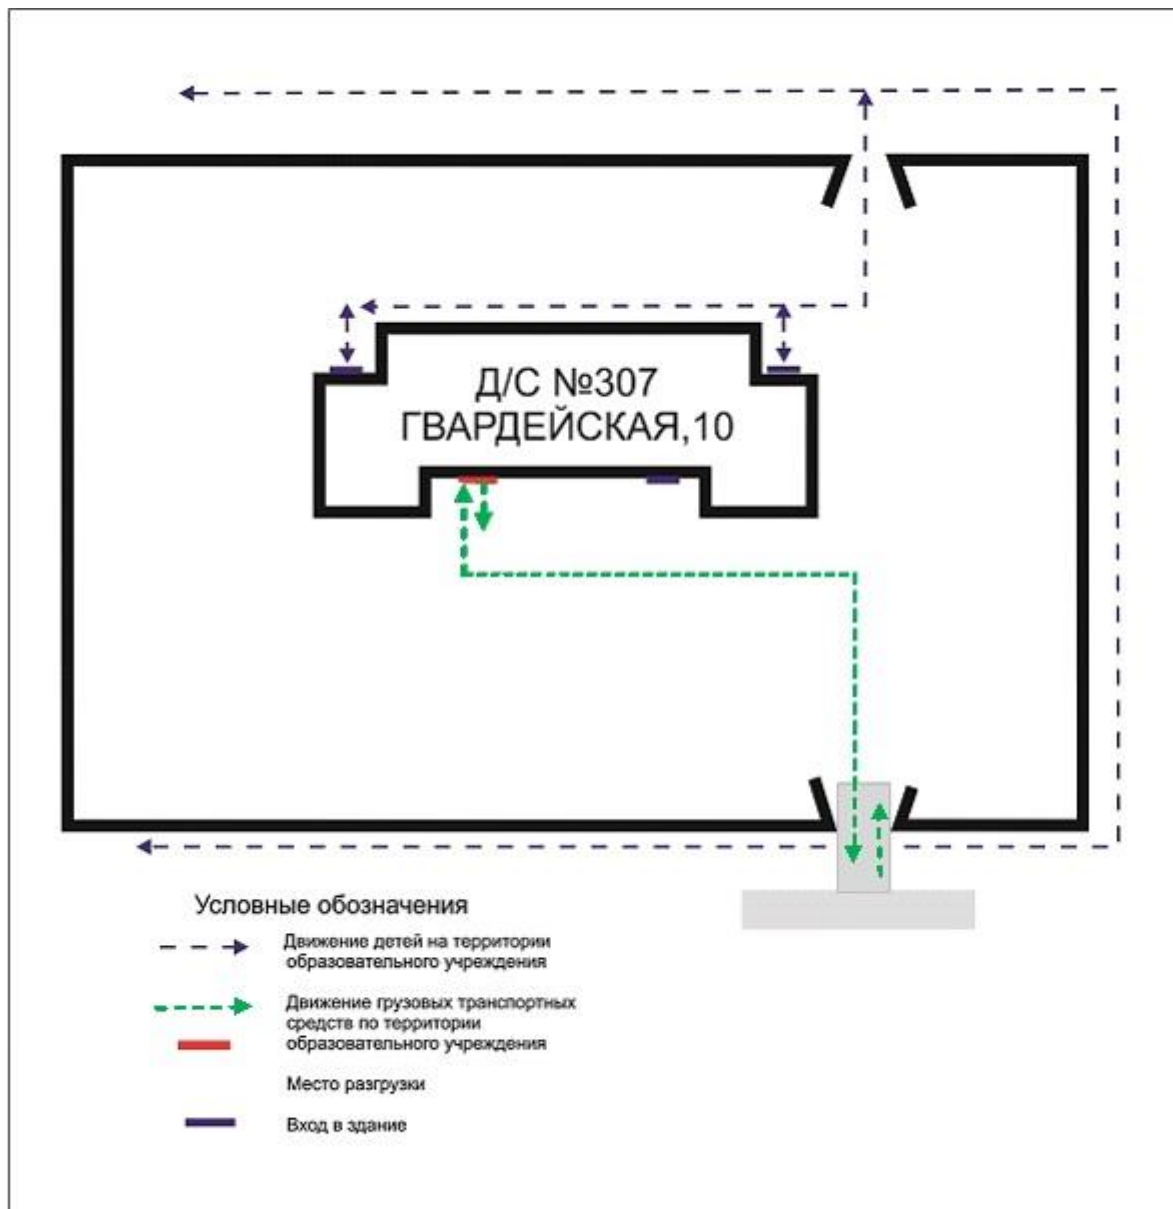 Д/С №307
ГВАРДЕЙСКАЯ,10
Условные обозначения
Движение детей на территории
образовательного учреждения
Движение грузовых транспортных
средств по территории
образовательного учреждения
Место разгрузки
Вход в здание